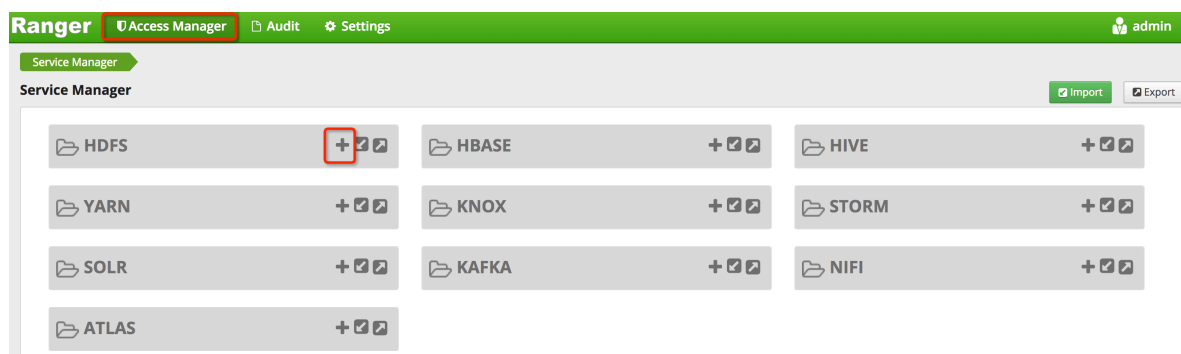 Ranger Access Manager Audit Settings admin
Service Manager
Service Manager Import Export
HDFS HBASE HIVE
YARN KNOX STORM
SOLR KAFKA NIFI
ATLAS